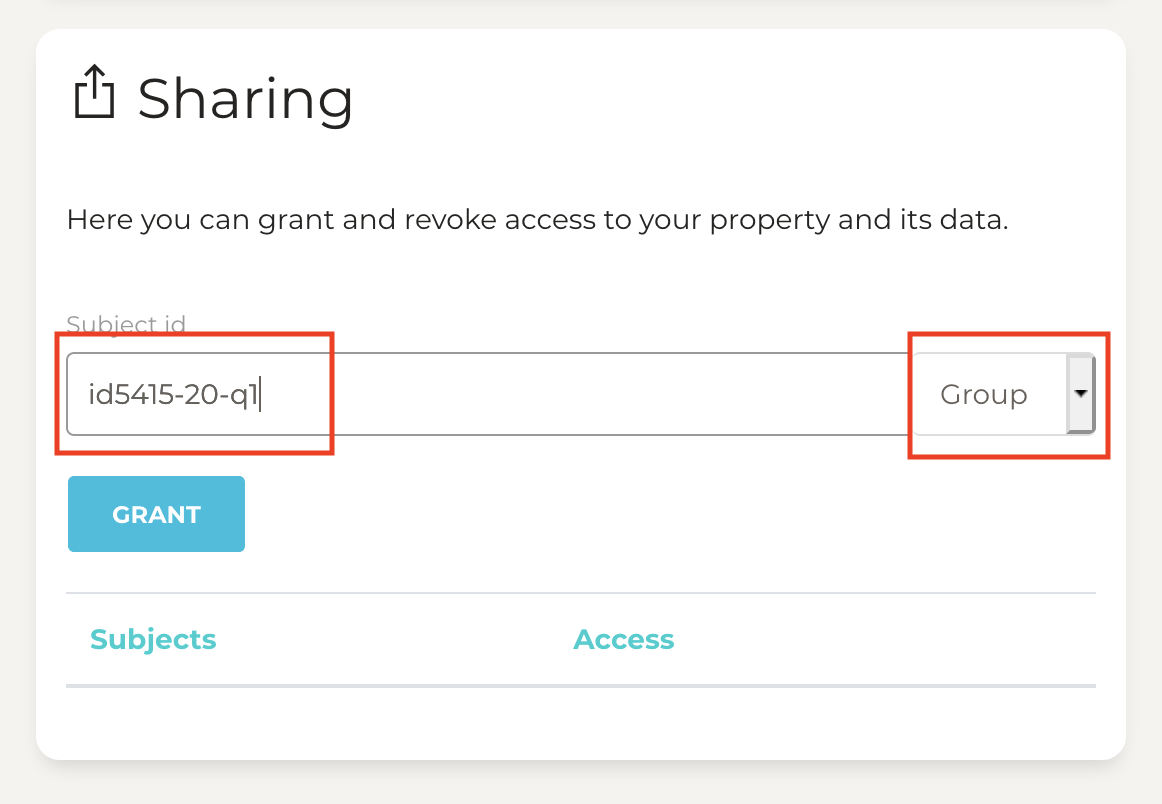 Sharing
Here you can grant and revoke access to your property and its data.
Subject id
id5415-20-q1
Group
GRANT
Subjects Access